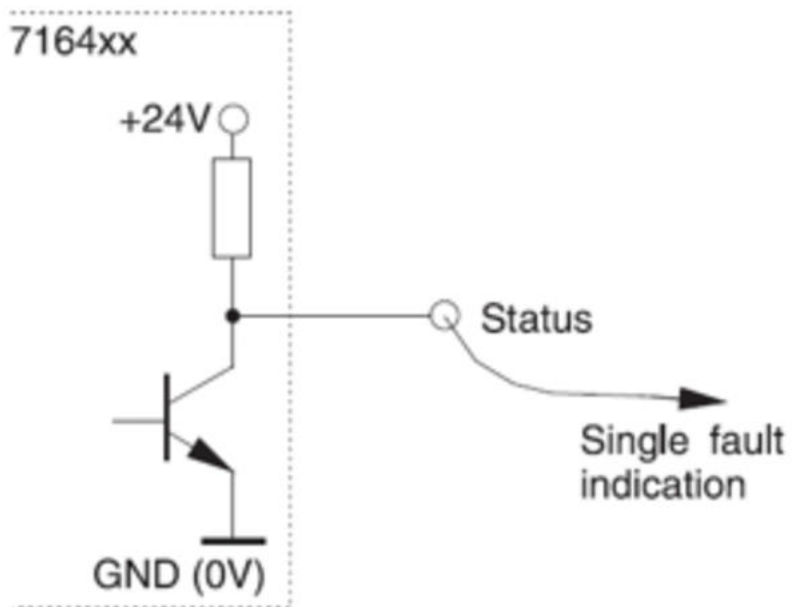 7164xx
+24V
Status
Single fault
indication
GND (0V)